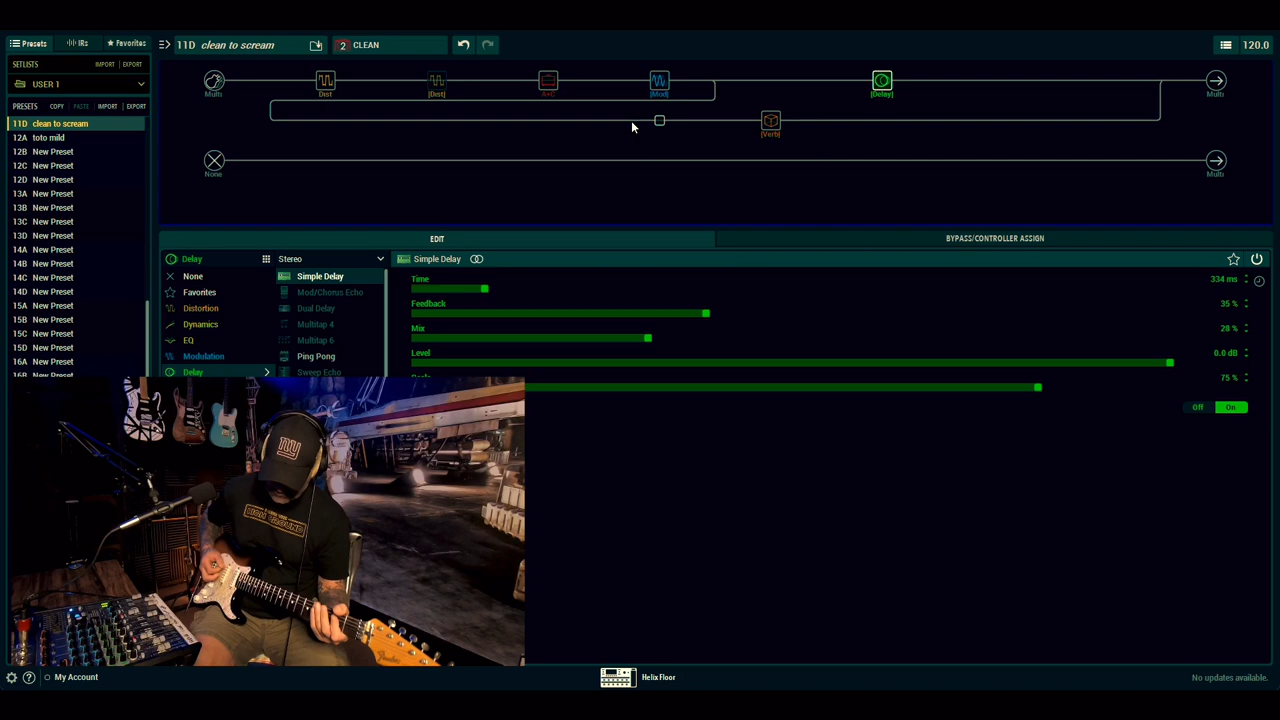 Presets IRs Favorites
11D clean to scream 2 CLEAN 120.0
SETLISTS IMPORT EXPORT
USER 1
PRESETS COPY PASTE IMPORT EXPORT
11D clean to scream
12A toto mild
12B New Preset
12C New Preset
12D New Preset
13A New Preset
13B New Preset
13C New Preset
13D New Preset
14A New Preset
14B New Preset
14C New Preset
14D New Preset
15A New Preset
15B New Preset
15C New Preset
15D New Preset
16A New Preset
16B New Preset
Multi Dist [Dist] A+C [Mod] [Delay] Multi
[Verb]
None Multi
EDIT BYPASS/CONTROLLER ASSIGN
Delay Stereo Simple Delay
None Simple Delay
Favorites Mod/Chorus Echo
Distortion Dual Delay
Dynamics Multitap 4
EQ Multitap 6
Modulation Ping Pong
Delay Sweep Echo
Time 334 ms
Feedback 35 %
Mix 28 %
Level 0.0 dB
75 %
Off On
NY
HIGH GROUND
Fender
My Account Helix Floor No updates available.